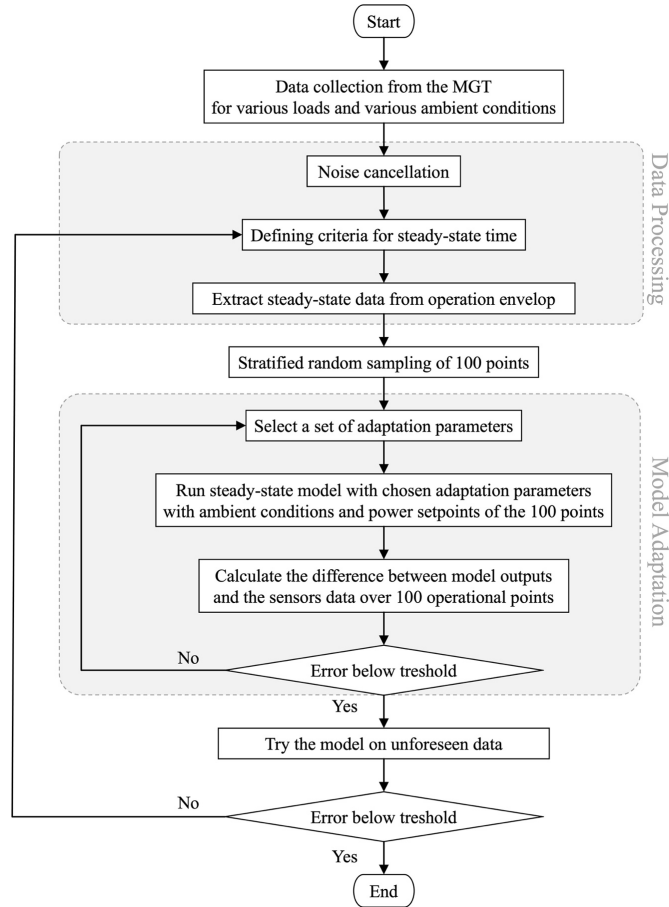 Start
Data collection from the MGT
for various loads and various ambient conditions
Noise cancellation
Defining criteria for steady-state time
Extract steady-state data from operation envelop
Data Processing
Stratified random sampling of 100 points
Select a set of adaptation parameters
Run steady-state model with chosen adaptation parameters
with ambient conditions and power setpoints of the 100 points
Calculate the difference between model outputs
and the sensors data over 100 operational points
No
Error below treshold
Model Adaptation
Yes
Try the model on unforeseen data
No
Error below treshold
Yes
End